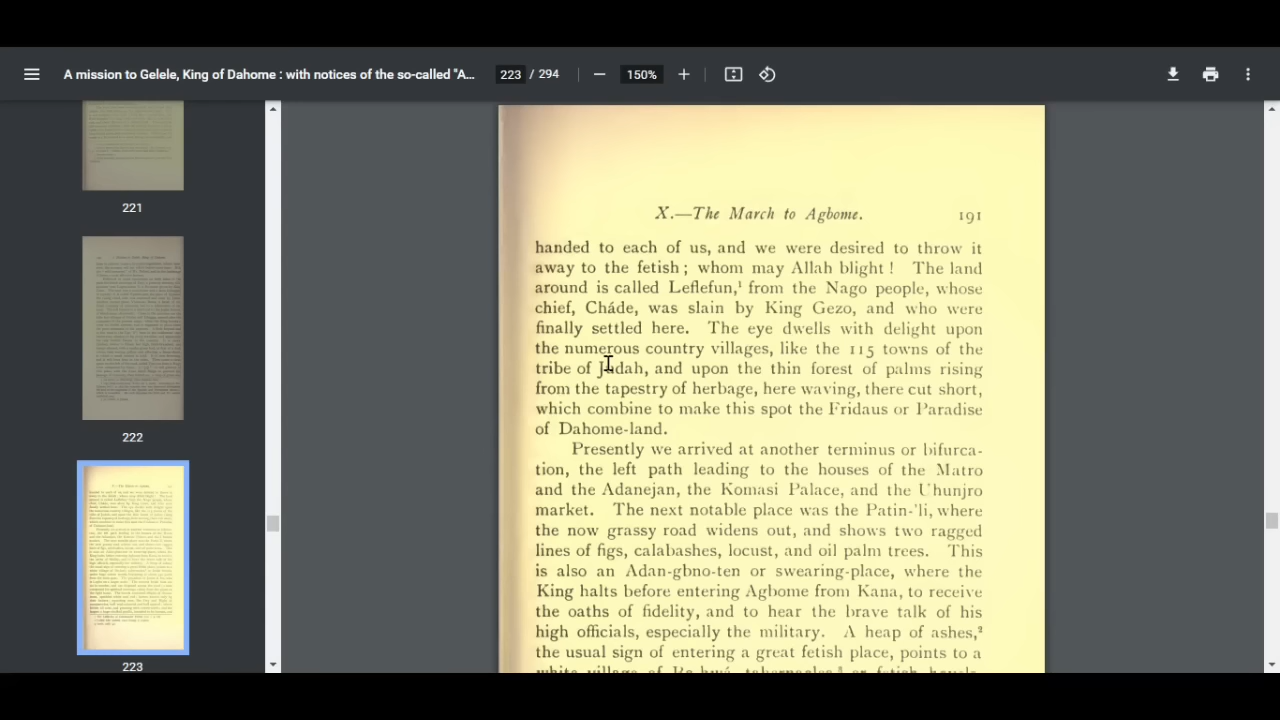 A mission to Gelele, King of Dahome : with notices of the so-called "A...
223 / 294
150%
221
222
223
X.—The March to Agbome. 191
handed to each of us, and we were desired to throw it
away to the fetish ; whom may Allah blight ! The land
around is called Leflefun,¹ from the Nago people, whose
chief, Cháde, was slain by King Gezo, and who were
finally settled here. The eye dwells with delight upon
the numerous country villages, like the 115 towns of the
tribe of Judah, and upon the thin forest of palms rising
from the tapestry of herbage, here waving, there cut short,
which combine to make this spot the Fridaus or Paradise
of Dahome-land.
Presently we arrived at another terminus or bifurca-
tion, the left path leading to the houses of the Matro
and the Adanejan, the Komasi Palace, and the Uhunjro
market. The next notable place was the Patin-'li, where
the now grassy road widens out, and shows two ragged
lines of figs, calabashes, locust, and oil palm trees. This
is also an Adan-gbno-ten or swearing-place, where the
King halts before entering Agbome from Kana, to receive
the oaths of fidelity, and to hear the brave talk of his
high officials, especially the military. A heap of ashes,²
the usual sign of entering a great fetish place, points to a
white village of